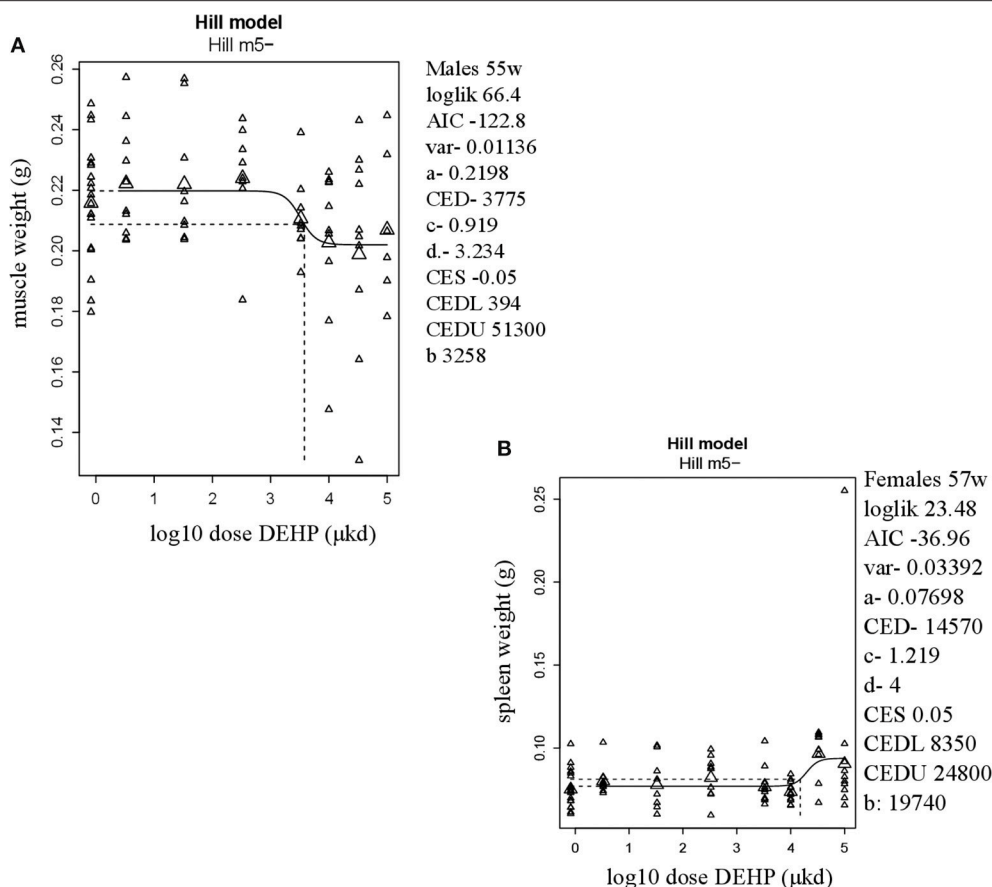 A
Hill model
Hill m5−
0.26
0.24
0.22
0.20
0.18
0.16
0.14
muscle weight (g)
0 1 2 3 4 5
log10 dose DEHP (μkd)
Males 55w
loglik 66.4
AIC -122.8
var- 0.01136
a- 0.2198
CED- 3775
c- 0.919
d.- 3.234
CES -0.05
CEDL 394
CEDU 51300
b 3258
B
Hill model
Hill m5−
0.25
0.20
0.15
0.10
spleen weight (g)
0 1 2 3 4 5
log10 dose DEHP (μkd)
Females 57w
loglik 23.48
AIC -36.96
var- 0.03392
a- 0.07698
CED- 14570
c- 1.219
d- 4
CES 0.05
CEDL 8350
CEDU 24800
b: 19740